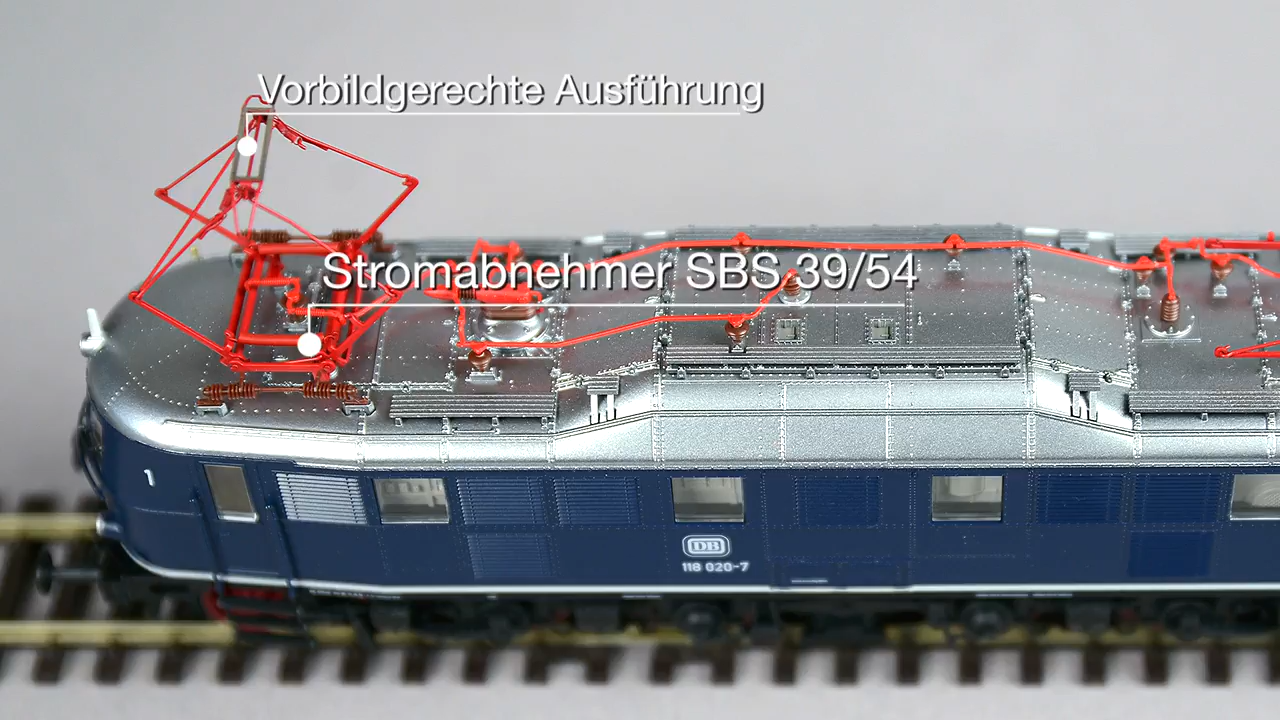 Vorbildgerechte Ausführung
Stromabnehmer SBS 39/54
1
DB
118 020-7